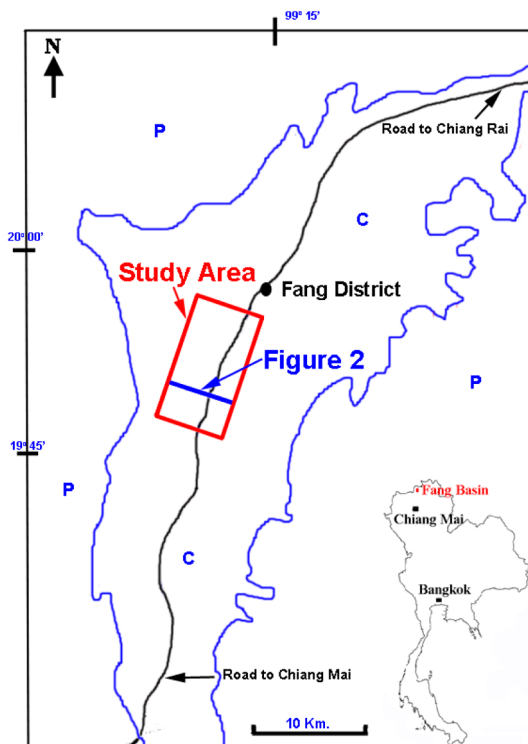 99° 15'
N
P
Road to Chiang Rai
C
20° 00'
Study Area
Fang District
Figure 2
P
19° 45'
P
Fang Basin
Chiang Mai
C
Bangkok
Road to Chiang Mai
10 Km.